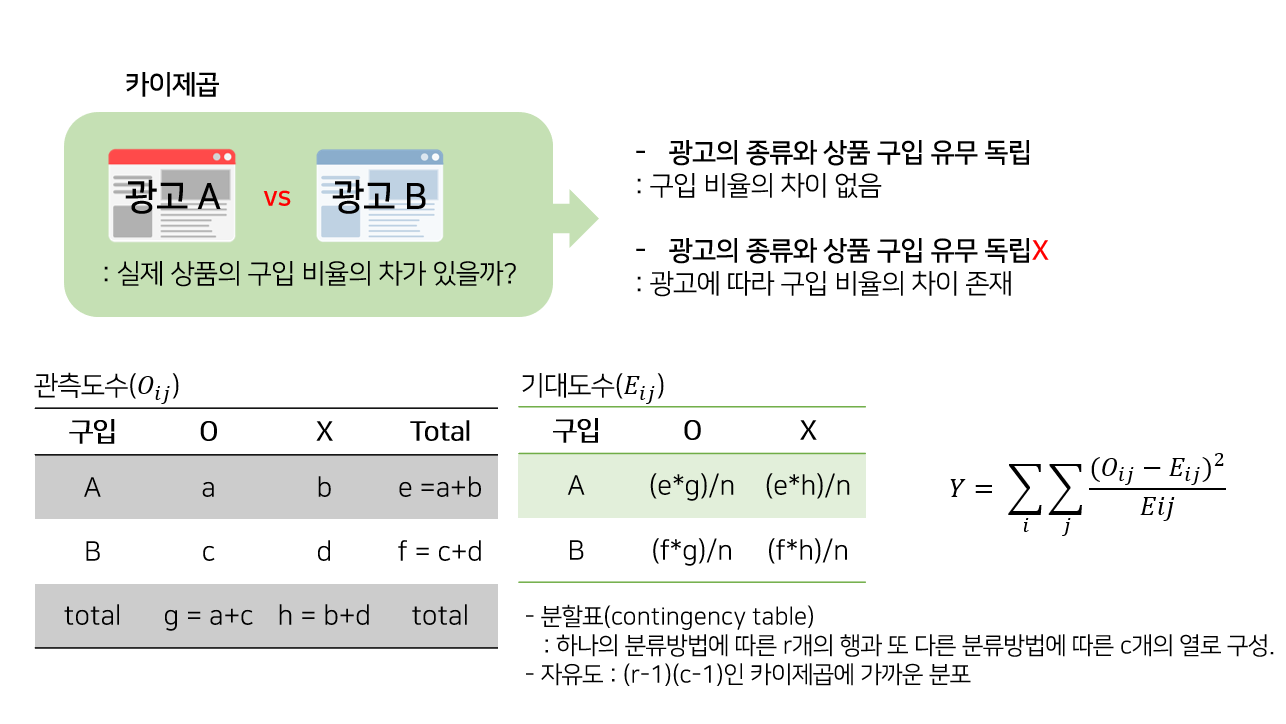 카이제곱
광고 A vs 광고 B
: 실제 상품의 구입 비율의 차가 있을까?
- 광고의 종류와 상품 구입 유무 독립
: 구입 비율의 차이 없음
- 광고의 종류와 상품 구입 유무 독립X
: 광고에 따라 구입 비율의 차이 존재
관측도수(O_{ij})
구입 O X Total
A a b e =a+b
B c d f = c+d
total g = a+c h = b+d total
기대도수(E_{ij})
구입 O X
A (e*g)/n (e*h)/n
B (f*g)/n (f*h)/n
Y = ∑_i ∑_j (O_{ij} − E_{ij})^2 / Eij
- 분할표(contingency table)
: 하나의 분류방법에 따른 r개의 행과 또 다른 분류방법에 따른 c개의 열로 구성.
- 자유도 : (r-1)(c-1)인 카이제곱에 가까운 분포